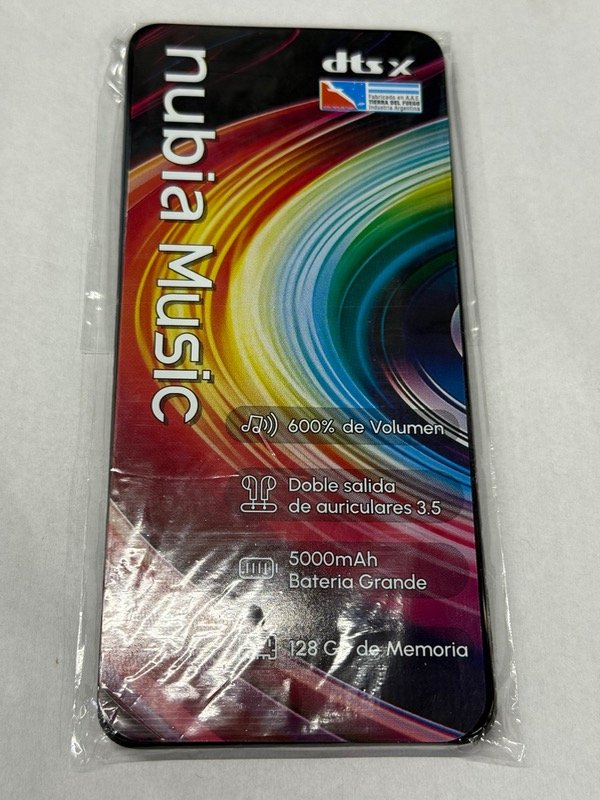 nubia Music
dts X
Fabricado en A.A.E.
TIERRA DEL FUEGO
Industria Argentina
600% de Volumen
Doble salida
de auriculares 3.5
5000mAh
Bateria Grande
128 GB de Memoria